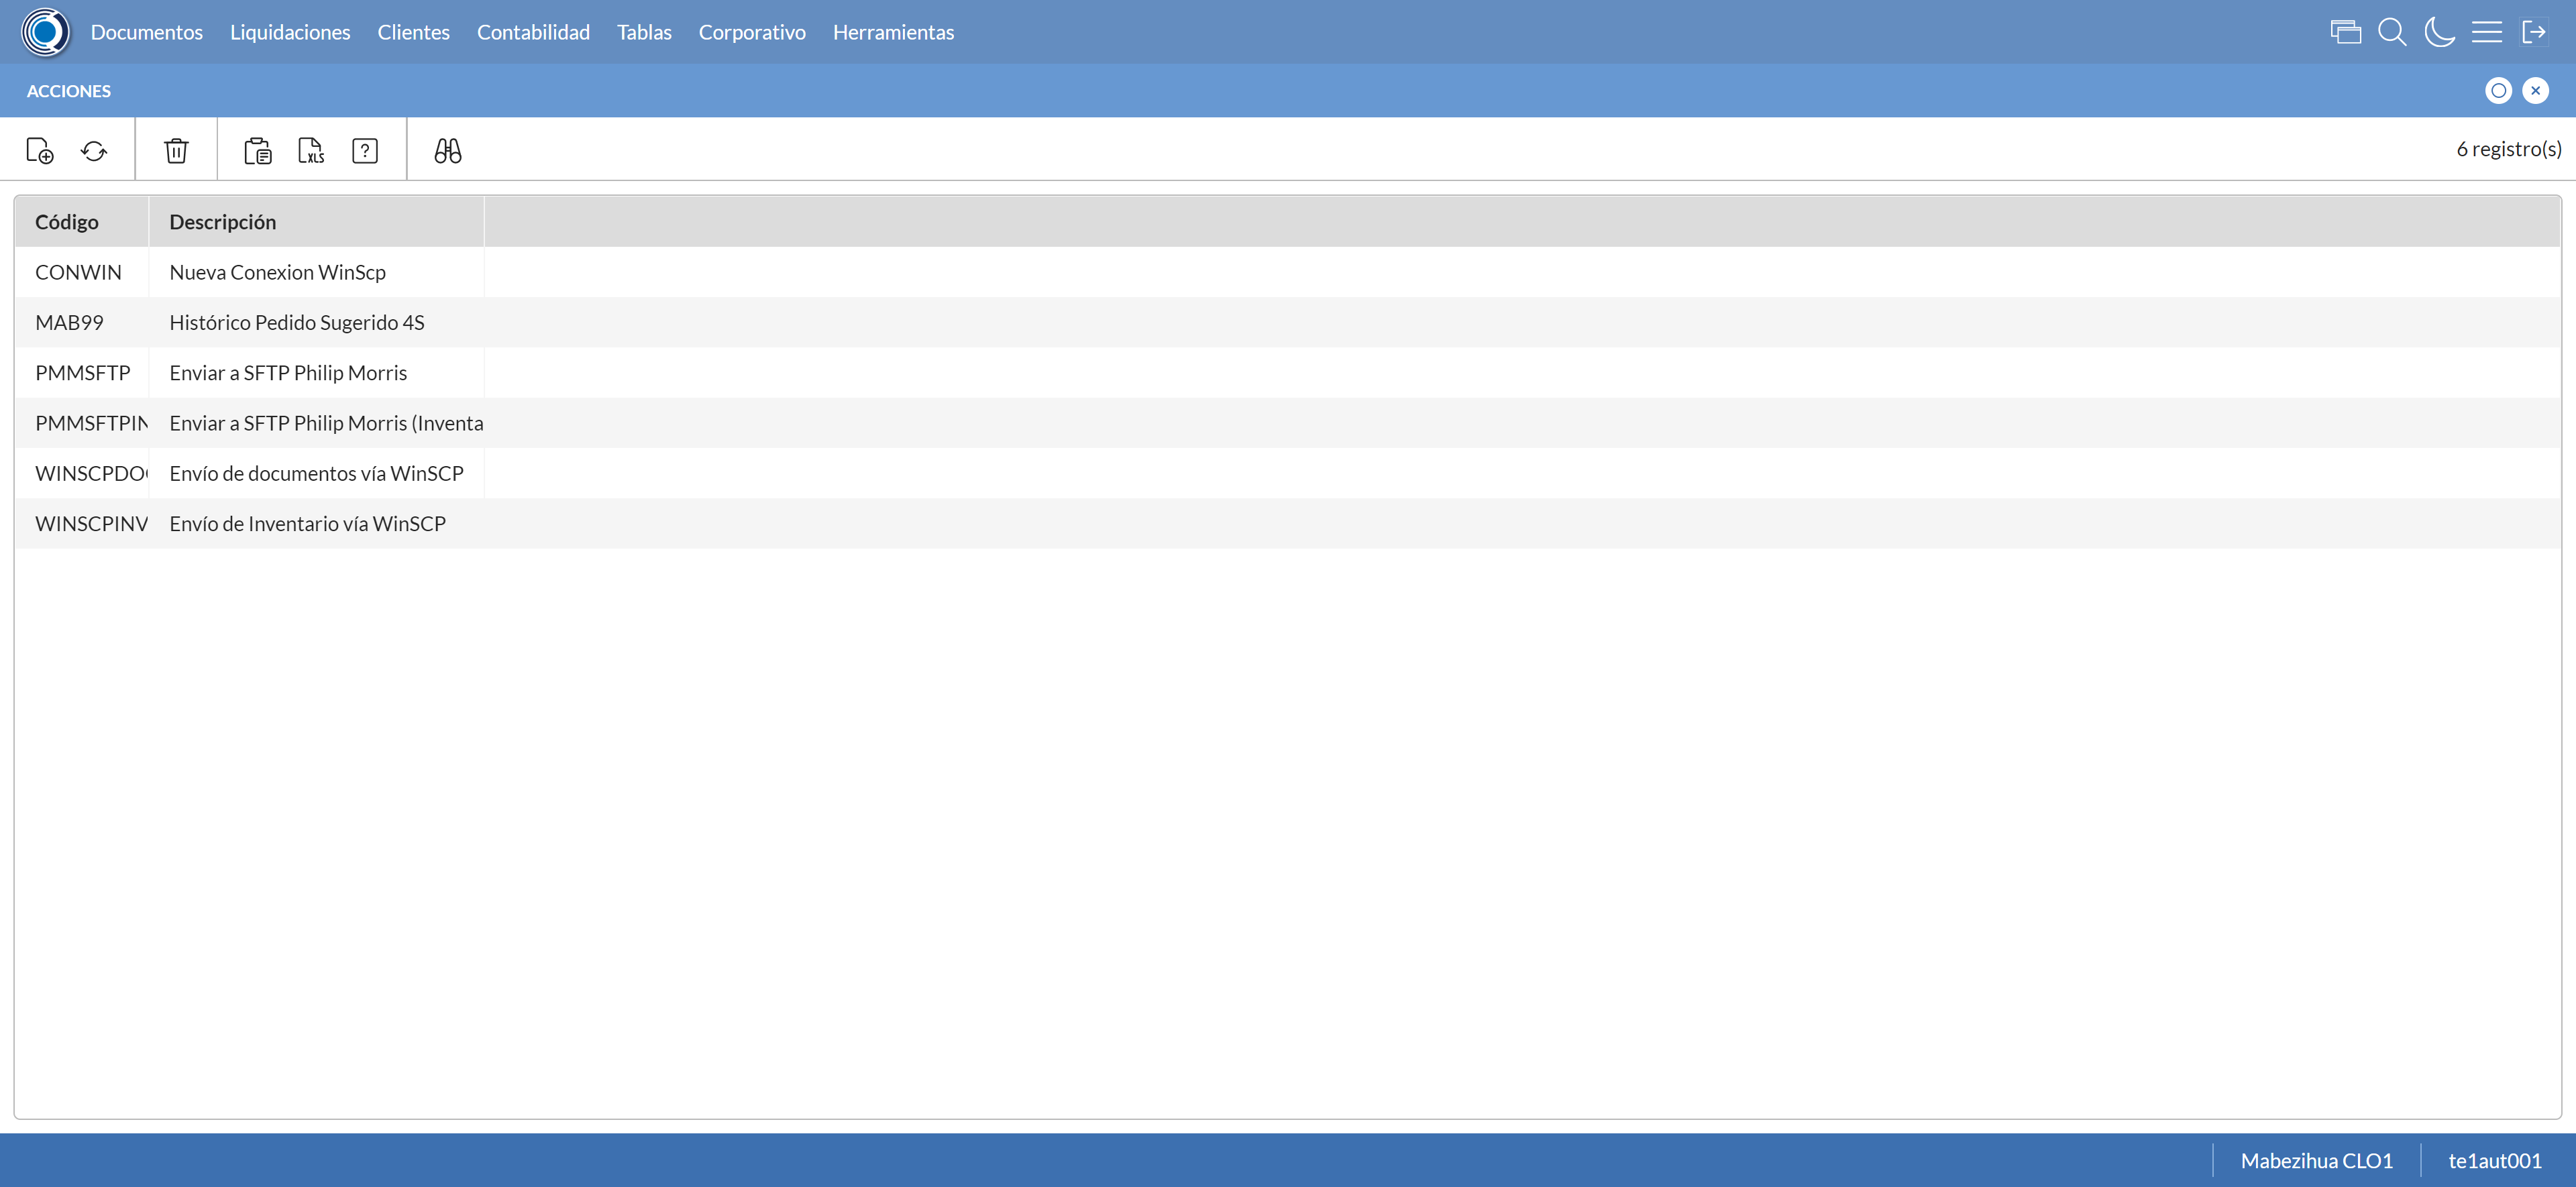 Documentos Liquidaciones Clientes Contabilidad Tablas Corporativo Herramientas
ACCIONES
XLS ? 6 registro(s)
Código Descripción
CONWIN Nueva Conexion WinScp
MAB99 Histórico Pedido Sugerido 4S
PMMSFTP Enviar a SFTP Philip Morris
PMMSFTPIN Enviar a SFTP Philip Morris (Inventa
WINSCPDO Envío de documentos vía WinSCP
WINSCPINV Envío de Inventario vía WinSCP
Mabezihua CLO1 te1aut001